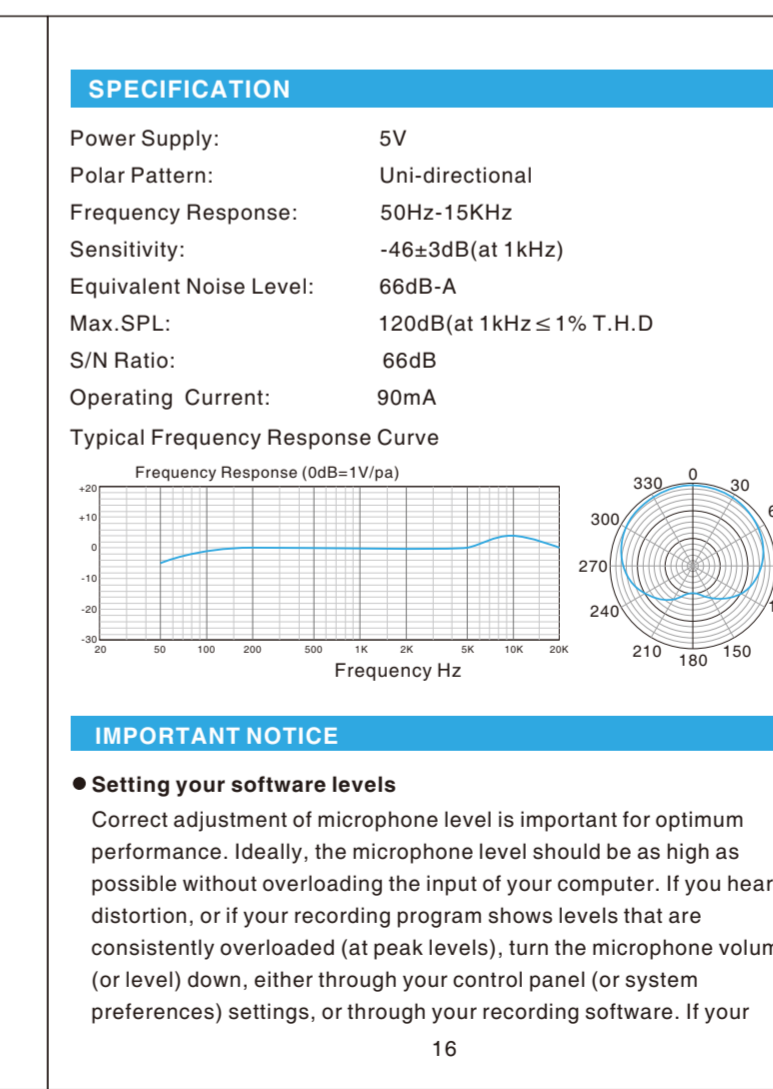 SPECIFICATION
Power Supply: 5V
Polar Pattern: Uni-directional
Frequency Response: 50Hz-15KHz
Sensitivity: -46±3dB(at 1kHz)
Equivalent Noise Level: 66dB-A
Max.SPL: 120dB(at 1kHz≤1% T.H.D
S/N Ratio: 66dB
Operating Current: 90mA
Typical Frequency Response Curve
Frequency Response (0dB=1V/pa)
+20
+10
0
-10
-20
-30
20 50 100 200 500 1K 2K 5K 10K 20K
Frequency Hz
330 0 30
300
270
240
210 180 150
IMPORTANT NOTICE
● Setting your software levels
Correct adjustment of microphone level is important for optimum
performance. Ideally, the microphone level should be as high as
possible without overloading the input of your computer. If you hear
distortion, or if your recording program shows levels that are
consistently overloaded (at peak levels), turn the microphone
(or level) down, either through your control panel (or system
preferences) settings, or through your recording software. If your
16